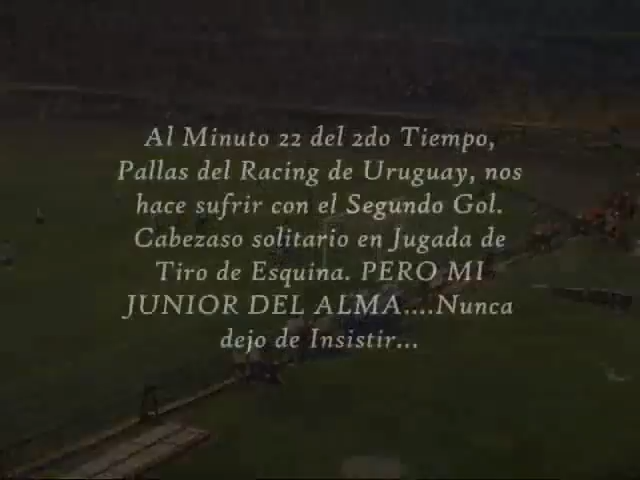 Al Minuto 22 del 2do Tiempo,
Pallas del Racing de Uruguay, nos
hace sufrir con el Segundo Gol.
Cabezaso solitario en Jugada de
Tiro de Esquina. PERO MI
JUNIOR DEL ALMA....Nunca
dejo de Insistir...